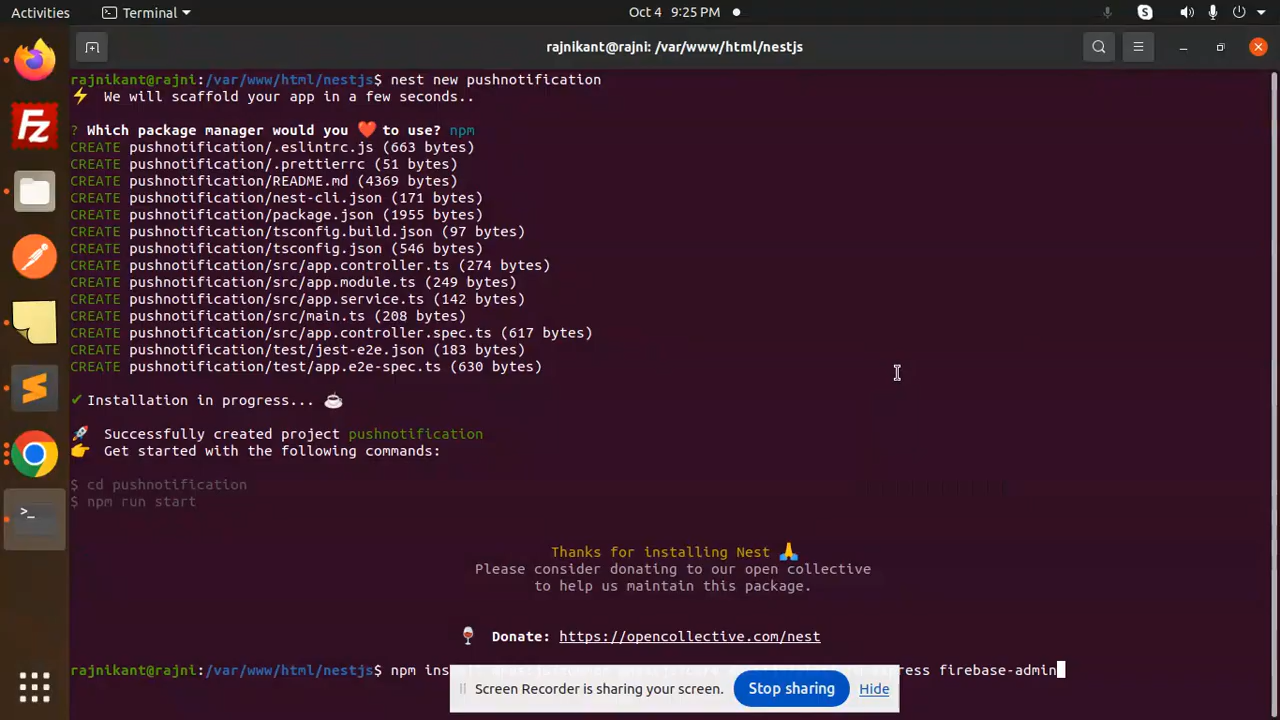 Activities
Terminal
Oct 4 9:25 PM
rajnikant@rajni: /var/www/html/nestjs
rajnikant@rajni:/var/www/html/nestjs$ nest new pushnotification
⚡ We will scaffold your app in a few seconds..
? Which package manager would you ❤️ to use? npm
CREATE pushnotification/.eslintrc.js (663 bytes)
CREATE pushnotification/.prettierrc (51 bytes)
CREATE pushnotification/README.md (4369 bytes)
CREATE pushnotification/nest-cli.json (171 bytes)
CREATE pushnotification/package.json (1955 bytes)
CREATE pushnotification/tsconfig.build.json (97 bytes)
CREATE pushnotification/tsconfig.json (546 bytes)
CREATE pushnotification/src/app.controller.ts (274 bytes)
CREATE pushnotification/src/app.module.ts (249 bytes)
CREATE pushnotification/src/app.service.ts (142 bytes)
CREATE pushnotification/src/main.ts (208 bytes)
CREATE pushnotification/src/app.controller.spec.ts (617 bytes)
CREATE pushnotification/test/jest-e2e.json (183 bytes)
CREATE pushnotification/test/app.e2e-spec.ts (630 bytes)
✔ Installation in progress... ☕
🚀 Successfully created project pushnotification
👉 Get started with the following commands:
$ cd pushnotification
$ npm run start
Thanks for installing Nest 🙏
Please consider donating to our open collective
to help us maintain this package.
🍷 Donate: https://opencollective.com/nest
rajnikant@rajni:/var/www/html/nestjs$ npm firebase-admin
Screen Recorder is sharing your screen.
Stop sharing
Hide